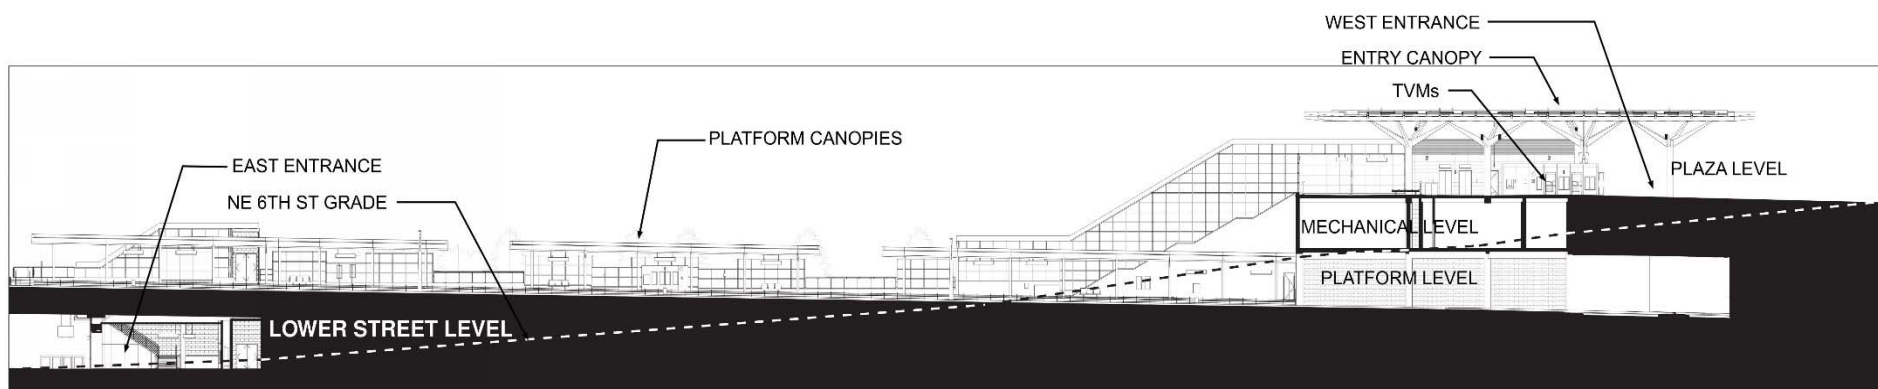 WEST ENTRANCE
ENTRY CANOPY
TVMs
PLATFORM CANOPIES
EAST ENTRANCE
PLAZA LEVEL
NE 6TH ST GRADE
MECHANICAL LEVEL
PLATFORM LEVEL
LOWER STREET LEVEL